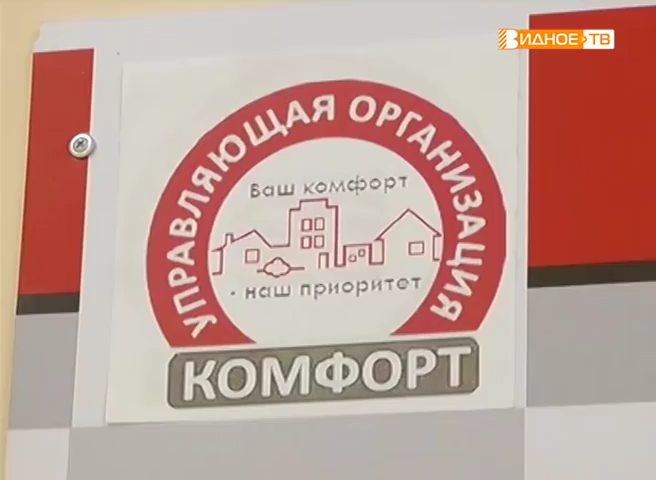 ВИДНОЕ ТВ
УПРАВЛЯЮЩАЯ ОРГАНИЗАЦИЯ
Ваш комфорт
- наш приоритет
КОМФОРТ